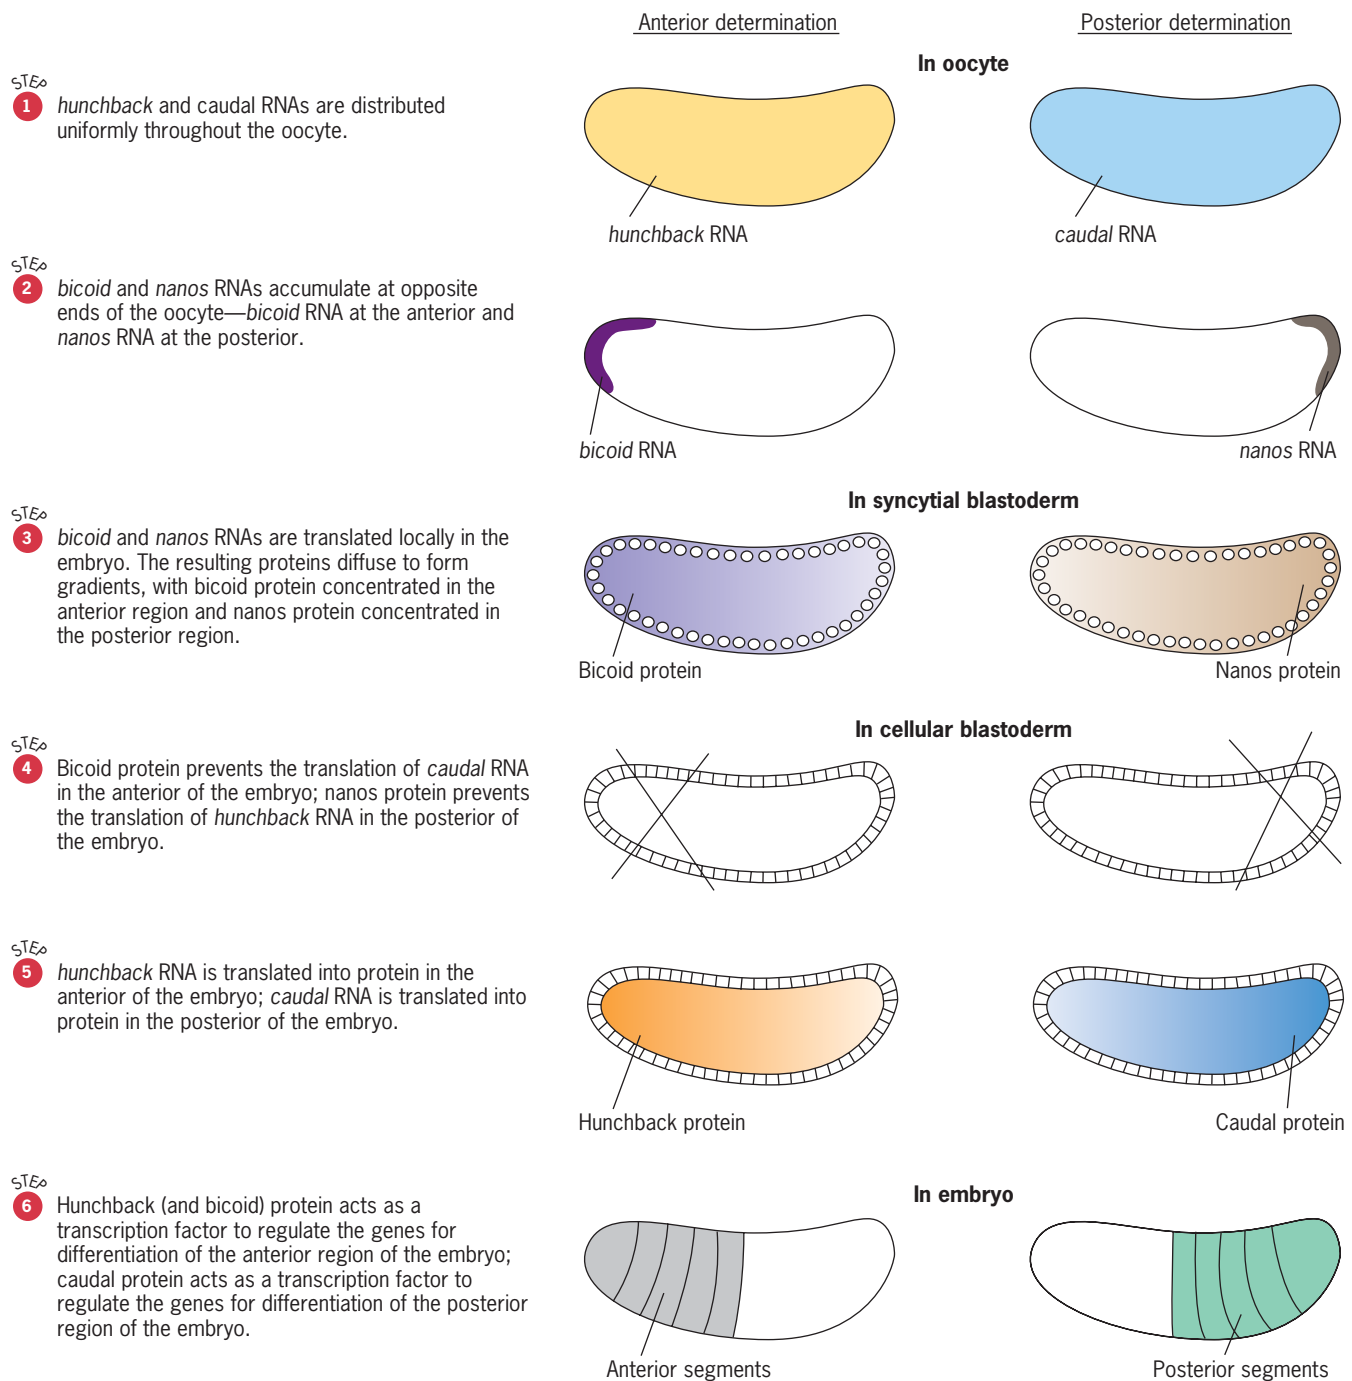 Anterior determination
Posterior determination
In oocyte
STEP
1
hunchback and caudal RNAs are distributed
uniformly throughout the oocyte.
hunchback RNA
caudal RNA
STEP
2
bicoid and nanos RNAs accumulate at opposite
ends of the oocyte—bicoid RNA at the anterior and
nanos RNA at the posterior.
bicoid RNA
nanos RNA
In syncytial blastoderm
STEP
3
bicoid and nanos RNAs are translated locally in the
embryo. The resulting proteins diffuse to form
gradients, with bicoid protein concentrated in the
anterior region and nanos protein concentrated in
the posterior region.
Bicoid protein
Nanos protein
In cellular blastoderm
STEP
4
Bicoid protein prevents the translation of caudal RNA
in the anterior of the embryo; nanos protein prevents
the translation of hunchback RNA in the posterior of
the embryo.
STEP
5
hunchback RNA is translated into protein in the
anterior of the embryo; caudal RNA is translated into
protein in the posterior of the embryo.
Hunchback protein
Caudal protein
In embryo
STEP
6
Hunchback (and bicoid) protein acts as a
transcription factor to regulate the genes for
differentiation of the anterior region of the embryo;
caudal protein acts as a transcription factor to
regulate the genes for differentiation of the posterior
region of the embryo.
Anterior segments
Posterior segments